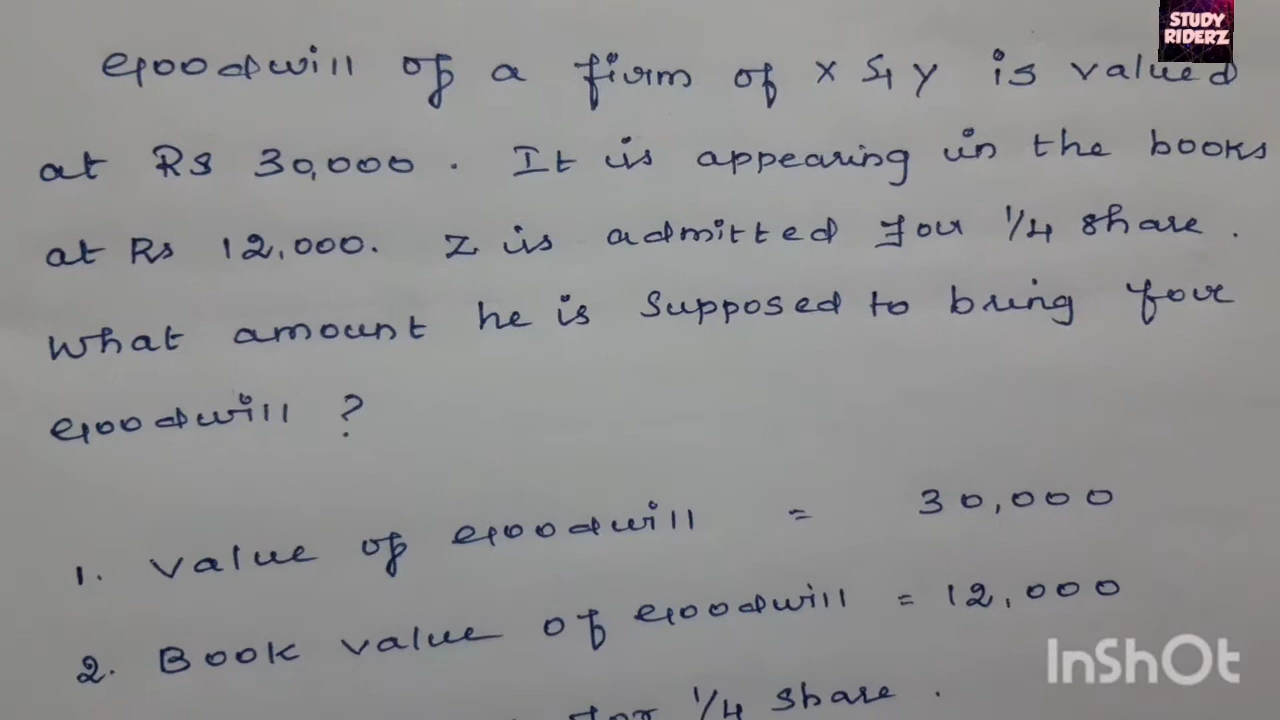 STUDY
RIDERZ
Goodwill of a firm of X & Y is valued
at Rs 30,000. It is appearing in the books
at Rs 12,000. Z is admitted for 1/4 share.
What amount he is supposed to bring for
Goodwill ?
1. Value of Goodwill = 30,000
2. Book value of Goodwill = 12,000
for 1/4 share.
InShOt